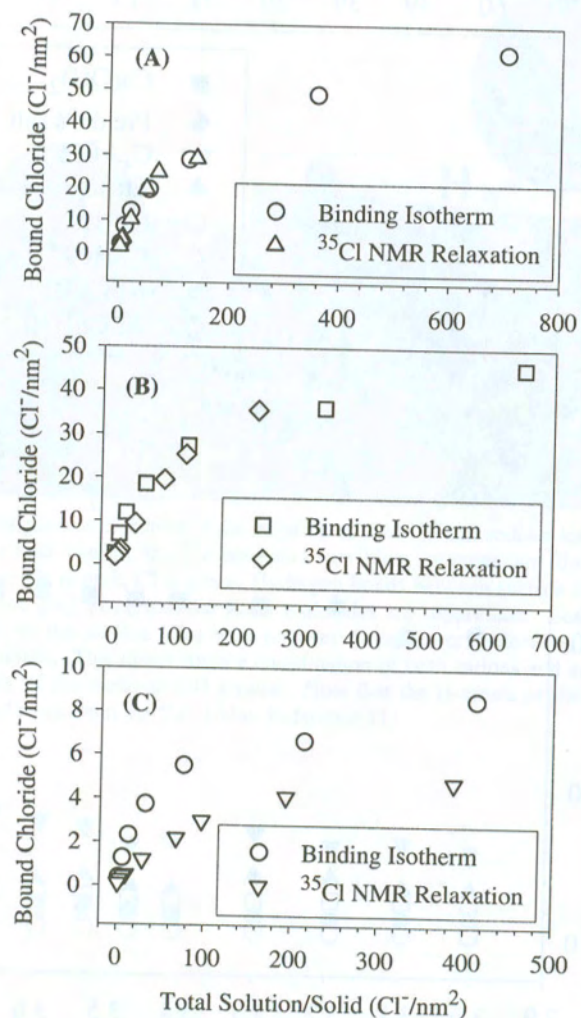 (A)
Bound Chloride (Cl⁻/nm²)
70
60
50
40
30
20
10
0
Binding Isotherm
³⁵Cl NMR Relaxation
0 200 400 600 800
(B)
Bound Chloride (Cl⁻/nm²)
50
40
30
20
10
0
Binding Isotherm
³⁵Cl NMR Relaxation
0 100 200 300 400 500 600 700
(C)
Bound Chloride (Cl⁻/nm²)
10
8
6
4
2
0
Binding Isotherm
³⁵Cl NMR Relaxation
0 100 200 300 400 500
Total Solution/Solid (Cl⁻/nm²)